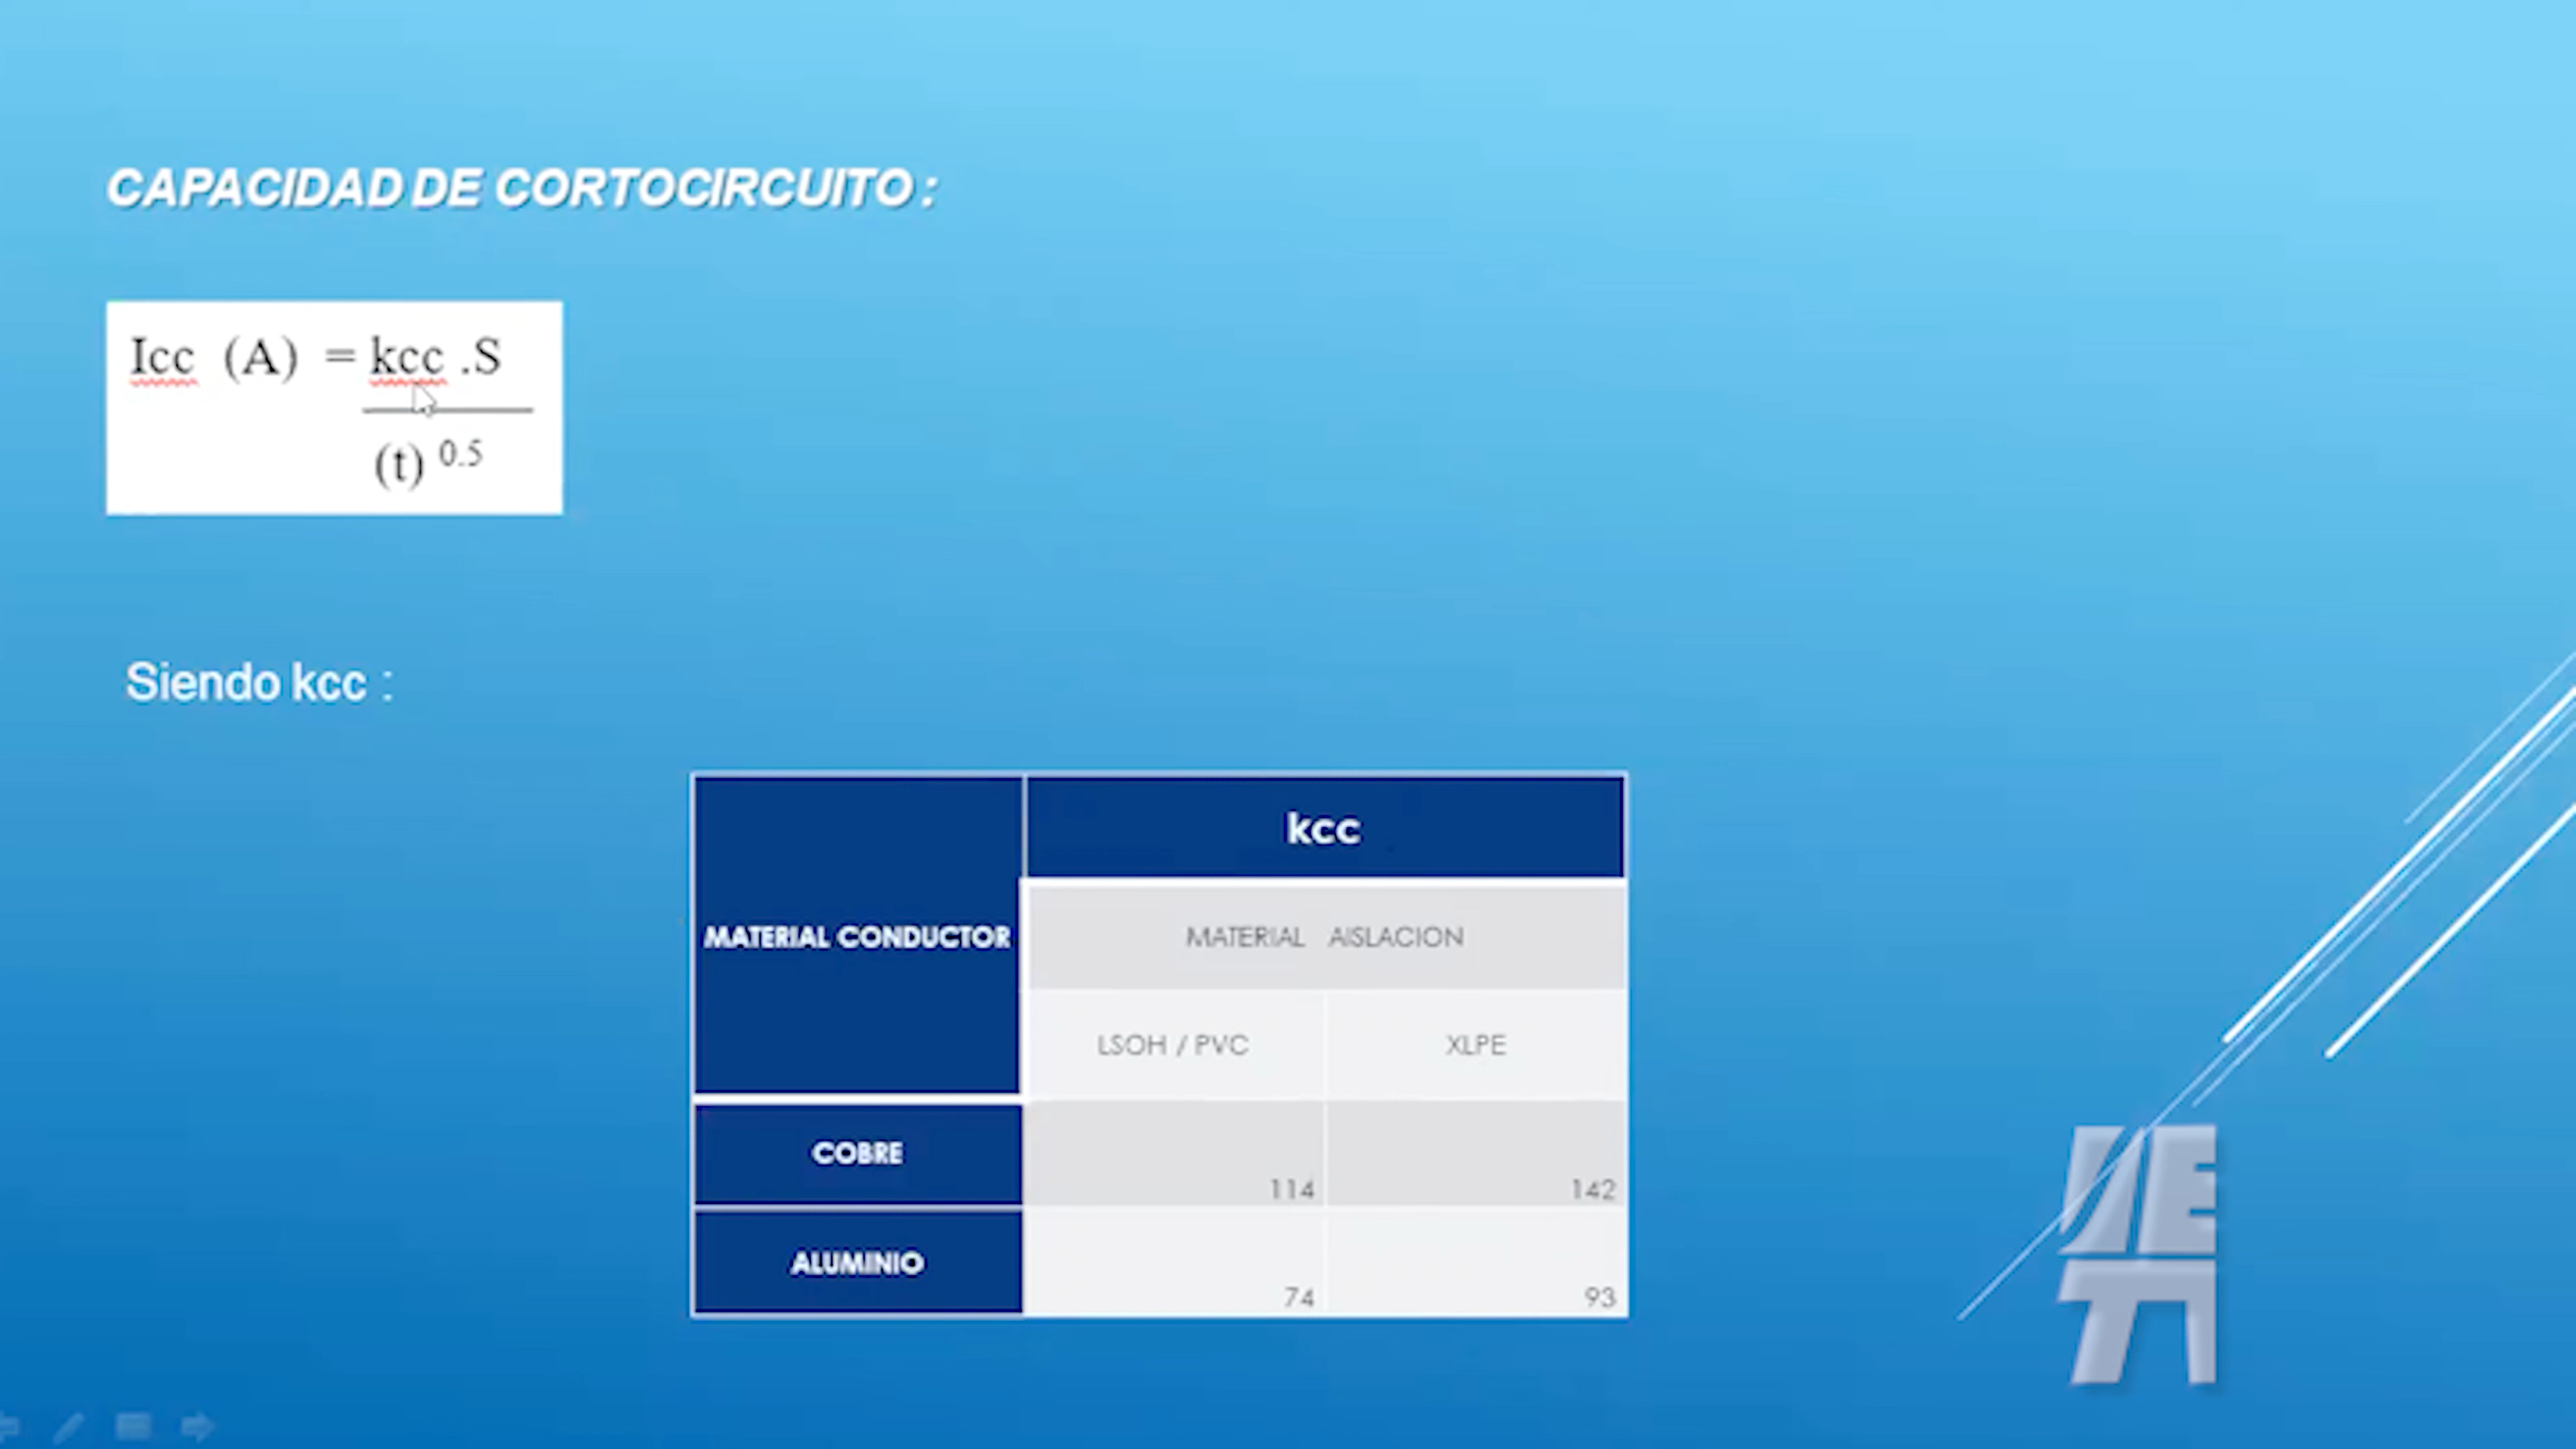 CAPACIDAD DE CORTOCIRCUITO :
Icc (A) = kcc .S
(t) 0.5
Siendo kcc :
kcc
MATERIAL CONDUCTOR
MATERIAL AISLACION
LSOH / PVC XLPE
COBRE 114 142
ALUMINIO 74 93